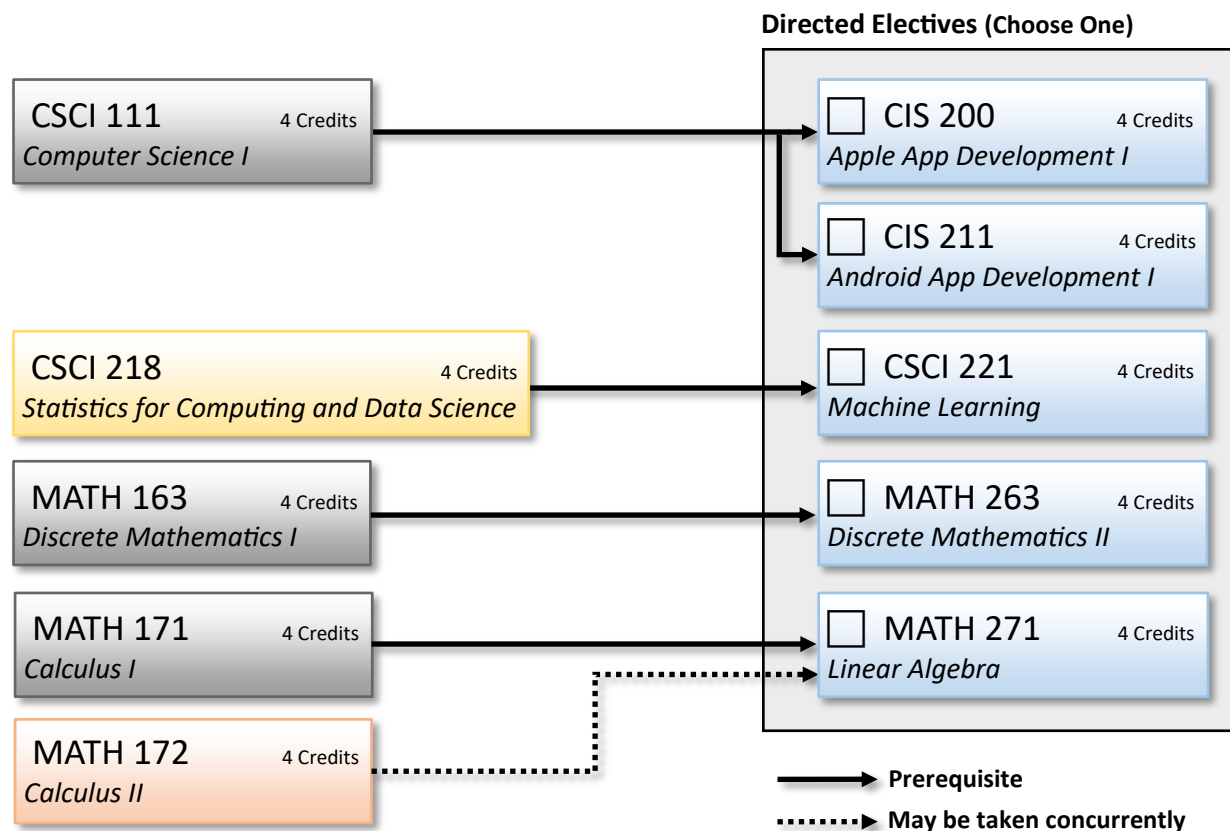 Directed Electives (Choose One)
CSCI 111 4 Credits
Computer Science I
CIS 200 4 Credits
Apple App Development I
CIS 211 4 Credits
Android App Development I
CSCI 218 4 Credits
Statistics for Computing and Data Science
CSCI 221 4 Credits
Machine Learning
MATH 163 4 Credits
Discrete Mathematics I
MATH 263 4 Credits
Discrete Mathematics II
MATH 171 4 Credits
Calculus I
MATH 271 4 Credits
Linear Algebra
MATH 172 4 Credits
Calculus II
Prerequisite
May be taken concurrently